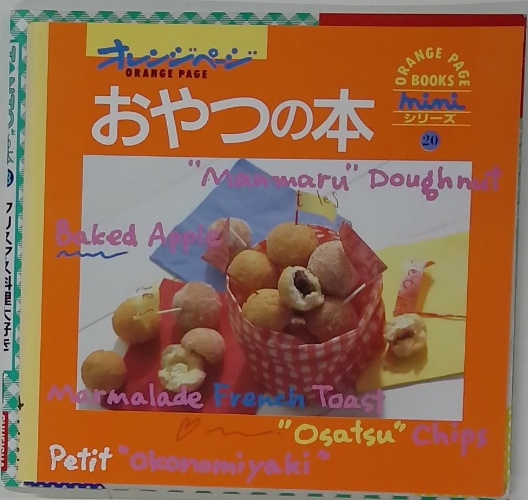 オレンジページ
ORANGE PAGE
ORANGE PAGE
BOOKS
mini
シリーズ
20
おやつの本
"Manmaru" Doughnut
Baked Apple
Marmalade French Toast
"Osatsu" Chips
Petit "Okonomiyaki"